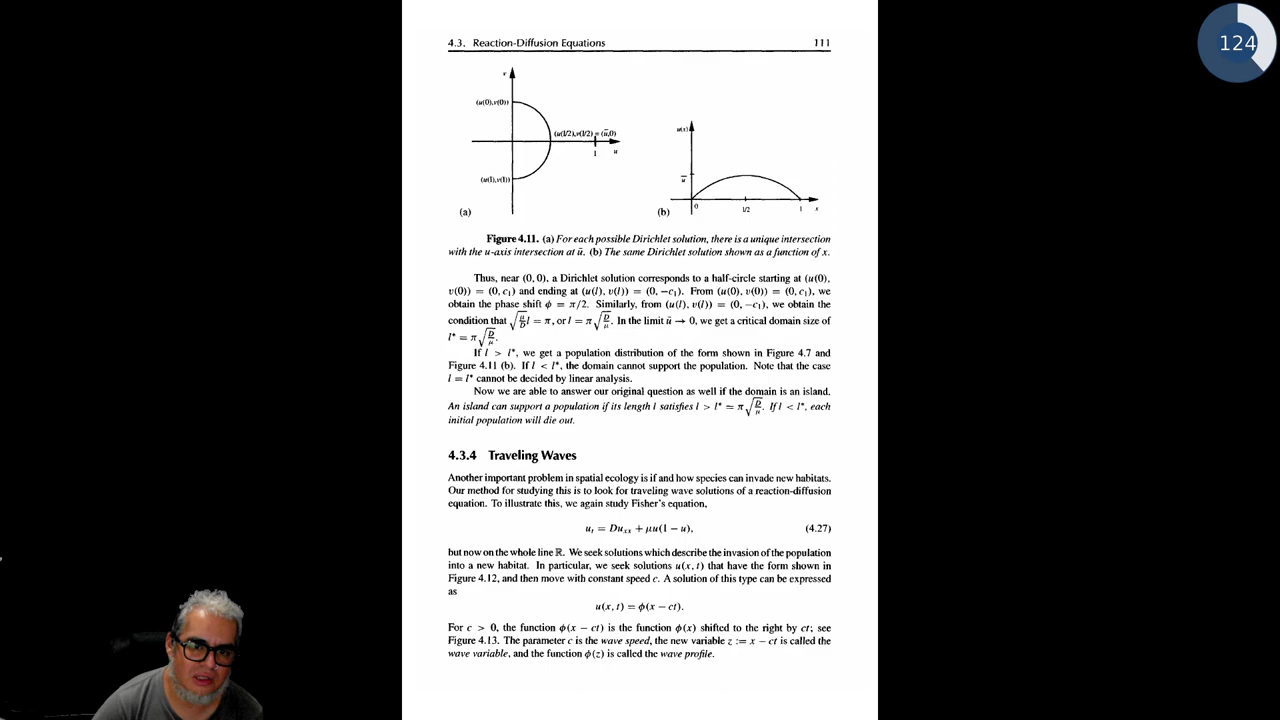 124
4.3. Reaction-Diffusion Equations 111
v
(u(0),v(0))
(u(l/2),v(l/2) = (ū,0)
1
u
(u(l),v(l))
(a)
u(x)
ū
0
l/2
l
x
(b)
Figure 4.11. (a) For each possible Dirichlet solution, there is a unique intersection
with the u-axis intersection at ū. (b) The same Dirichlet solution shown as a function of x.
Thus, near (0, 0), a Dirichlet solution corresponds to a half-circle starting at (u(0),
v(0)) = (0, c₁) and ending at (u(l), v(l)) = (0, −c₁). From (u(0), v(0)) = (0, c₁), we
obtain the phase shift ϕ = π/2. Similarly, from (u(l), v(l)) = (0, −c₁), we obtain the
condition that √(μ/D) l = π, or l = π√(D/μ). In the limit ū → 0, we get a critical domain size of
l* = π√(D/μ).
If l > l*, we get a population distribution of the form shown in Figure 4.7 and
Figure 4.11 (b). If l < l*, the domain cannot support the population. Note that the case
l = l* cannot be decided by linear analysis.
Now we are able to answer our original question as well if the domain is an island.
An island can support a population if its length l satisfies l > l* = π√(D/μ). If l < l*, each
initial population will die out.
4.3.4 Traveling Waves
Another important problem in spatial ecology is if and how species can invade new habitats.
Our method for studying this is to look for traveling wave solutions of a reaction-diffusion
equation. To illustrate this, we again study Fisher's equation,
uₜ = Duₓₓ + μu(1 − u), (4.27)
but now on the whole line ℝ. We seek solutions which describe the invasion of the population
into a new habitat. In particular, we seek solutions u(x, t) that have the form shown in
Figure 4.12, and then move with constant speed c. A solution of this type can be expressed
as
u(x, t) = ϕ(x − ct).
For c > 0, the function ϕ(x − ct) is the function ϕ(x) shifted to the right by ct; see
Figure 4.13. The parameter c is the wave speed, the new variable z := x − ct is called the
wave variable, and the function ϕ(z) is called the wave profile.